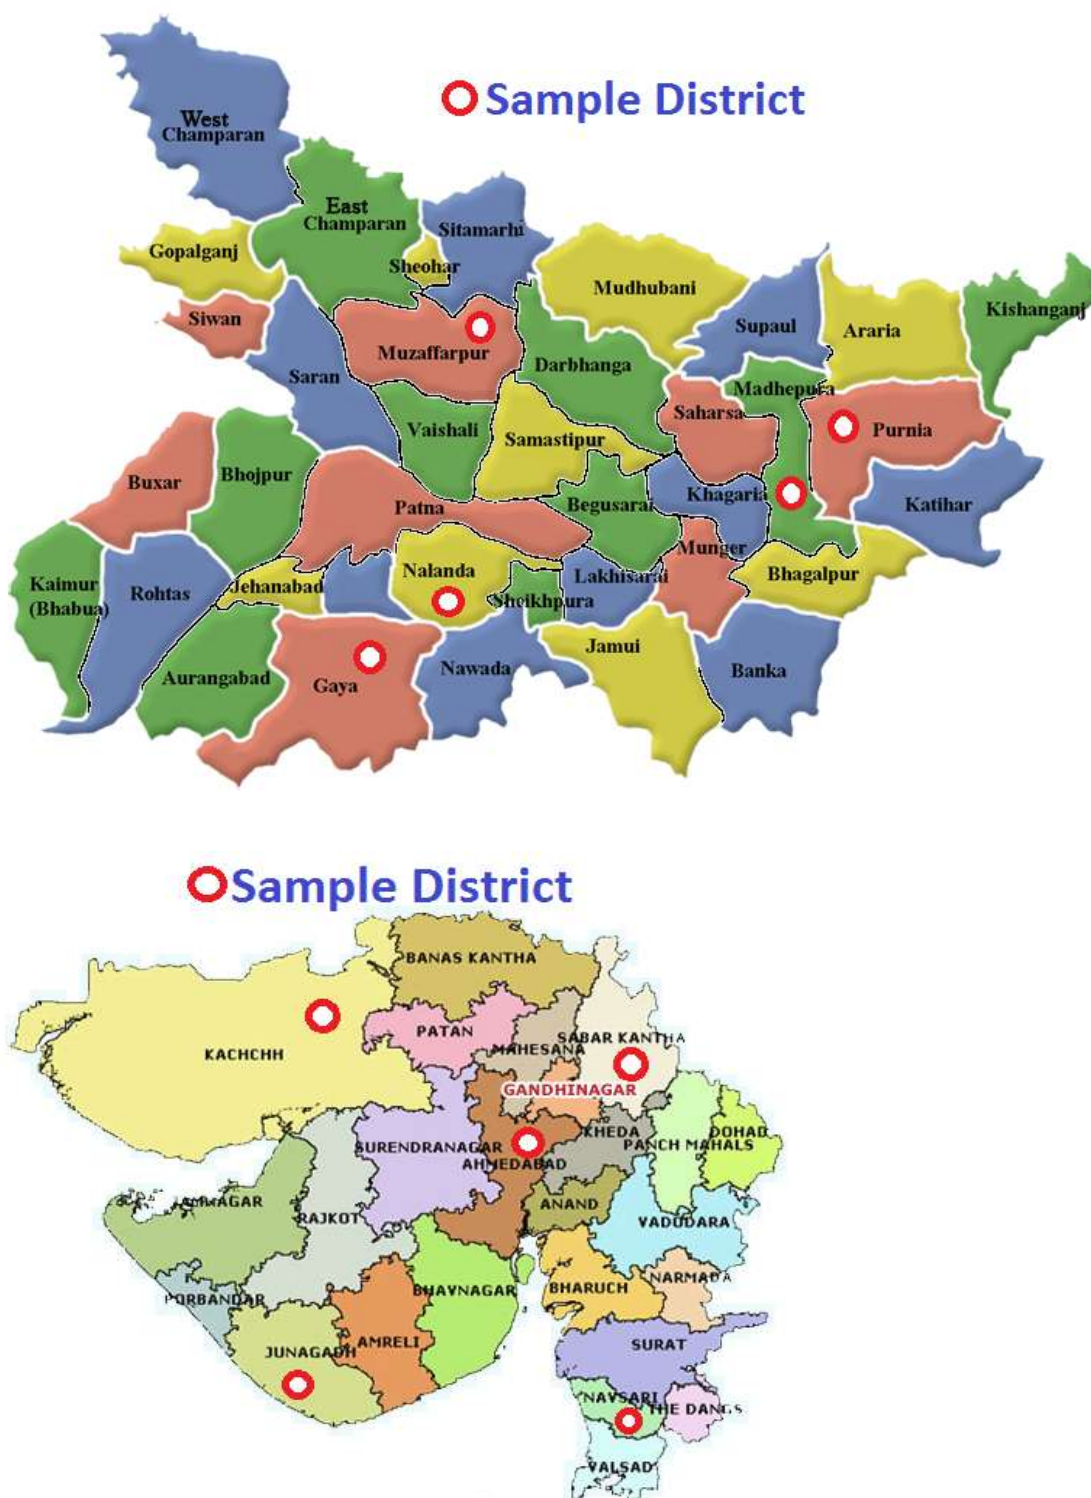 Sample District
West
Champaran
East
Champaran
Sitamarhi
Gopalganj
Sheohar
Mudhubani
Kishanganj
Siwan
Supaul
Araria
Muzaffarpur
Darbhanga
Saran
Madhepura
Saharsa
Vaishali
Samastipur
Purnia
Bhojpur
Buxar
Khagaria
Patna
Begusarai
Katihar
Munger
Nalanda
Lakhisarai
Bhagalpur
Kaimur
(Bhabua)
Rohtas
Jehanabad
Sheikhpura
Jamui
Nawada
Banka
Aurangabad
Gaya
Sample District
BANAS KANTHA
PATAN
SABAR KANTHA
MAHESANA
KACHCHH
GANDHINAGAR
KHEDA
DOHAD
PANCH MAHALS
SURENDRANAGAR
AHMEDABAD
ANAND
RAJKOT
VADODARA
NARMADA
BHARUCH
BHAVNAGAR
PORBANDAR
AMRELI
SURAT
JUNAGADH
NAVSARI
THE DANGS
VALSAD